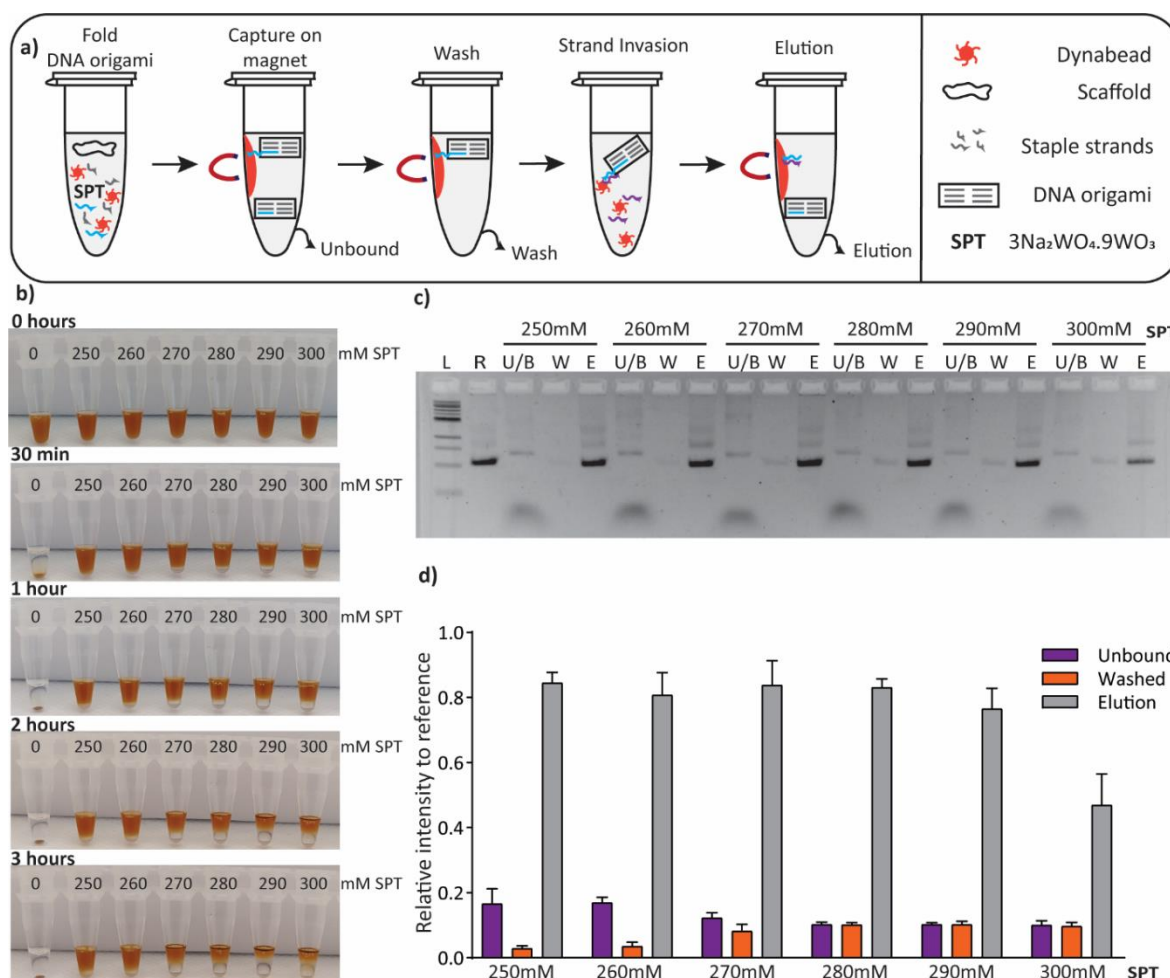 a)
Fold
DNA origami
Capture on
magnet
Wash
Strand Invasion
Elution
SPT
Unbound
Wash
Elution
Dynabead
Scaffold
Staple strands
DNA origami
SPT 3Na₂WO₄.9WO₃
b)
0 hours
0 250 260 270 280 290 300 mM SPT
30 min
0 250 260 270 280 290 300 mM SPT
1 hour
0 250 260 270 280 290 300 mM SPT
2 hours
0 250 260 270 280 290 300 mM SPT
3 hours
0 250 260 270 280 290 300 mM SPT
c)
250mM 260mM 270mM 280mM 290mM 300mM SPT
L R U/B W E U/B W E U/B W E U/B W E U/B W E U/B W E
d)
Relative intensity to reference
1.0
0.8
0.6
0.4
0.2
0.0
Unbound
Washed
Elution
250mM 260mM 270mM 280mM 290mM 300mM SPT